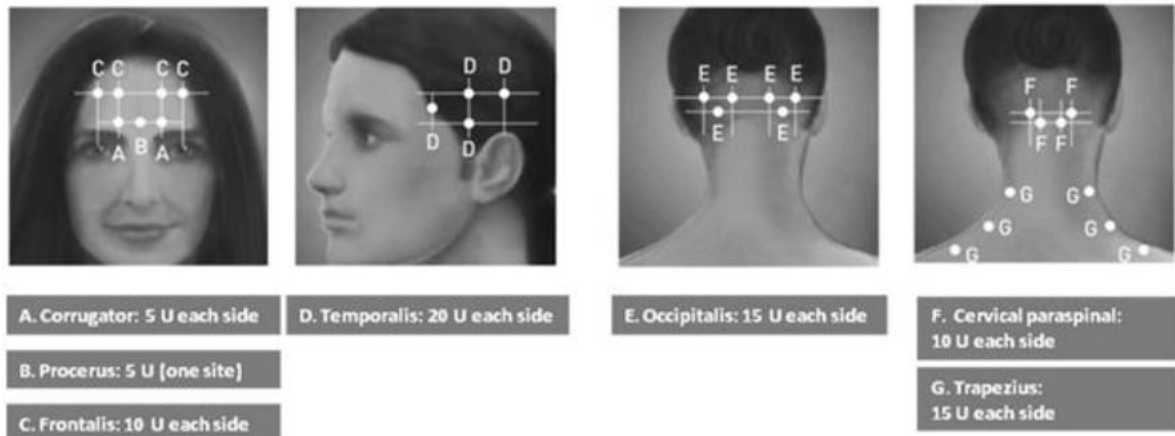 C C C C
A B A
D D
D D
E E E E
E E
F F
F F
G G
G G
G G
A. Corrugator: 5 U each side
B. Procerus: 5 U (one site)
C. Frontalis: 10 U each side
D. Temporalis: 20 U each side
E. Occipitalis: 15 U each side
F. Cervical paraspinal:
10 U each side
G. Trapezius:
15 U each side